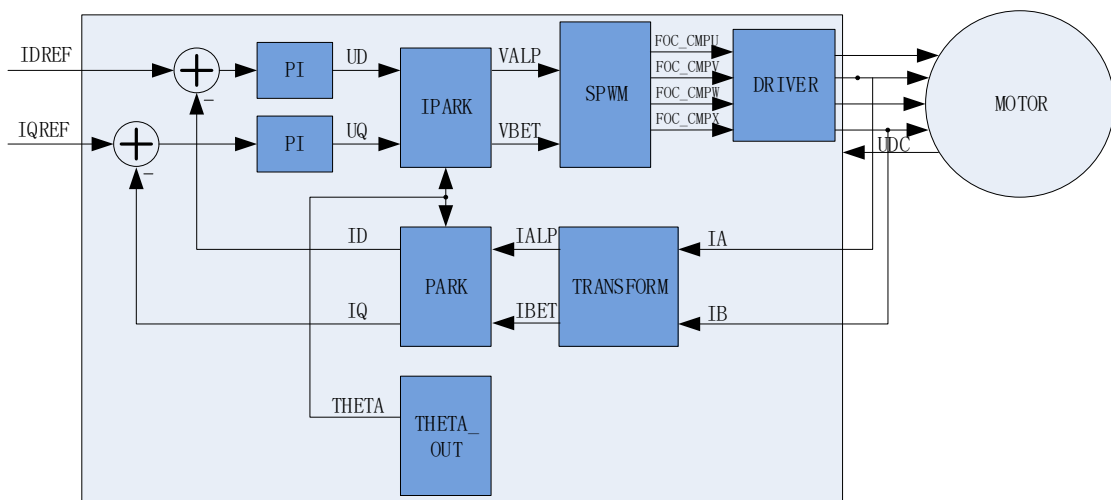 IDREF
IQREF
PI
UD
PI
UQ
IPARK
VALP
VBET
SPWM
FOC_CMPU
FOC_CMPV
FOC_CMPW
FOC_CMPX
DRIVER
UDC
MOTOR
ID
IQ
PARK
IALP
IBET
TRANSFORM
IA
IB
THETA
THETA_
OUT